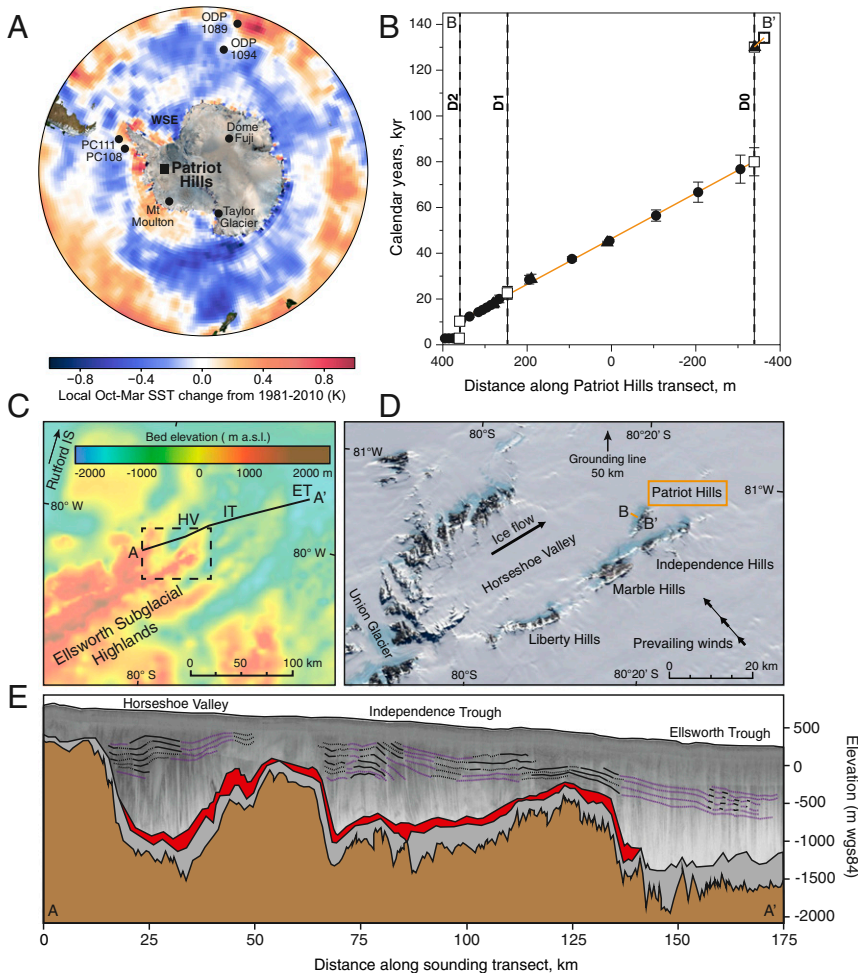 A
ODP
1089
ODP
1094
WSE
Dome
Fuji
PC111
PC108
Patriot
Hills
Mt
Moulton
Taylor
Glacier
−0.8 −0.4 0.0 0.4 0.8
Local Oct-Mar SST change from 1981-2010 (K)
B
B B'
D2 D1 D0
Calendar years, kyr
140
120
100
80
60
40
20
0
400 200 0 -200 -400
Distance along Patriot Hills transect, m
C
Rutford IS
Bed elevation ( m a.s.l.)
-2000 -1000 0 1000 2000 m
80° W
ET
A'
IT
HV
A
80° W
Ellsworth Subglacial
Highlands
0 50 100 km
80° S
D
81°W
80°S
80°20' S
Grounding line
50 km
81°W
Patriot Hills
B
B'
Ice flow
Horseshoe Valley
Independence Hills
Marble Hills
Union Glacier
Liberty Hills
Prevailing winds
80°S
80°20' S
0 20 km
E
Horseshoe Valley
Independence Trough
Ellsworth Trough
500
0
-500
-1000
-1500
-2000
Elevation (m wgs84)
A A'
0 25 50 75 100 125 150 175
Distance along sounding transect, km